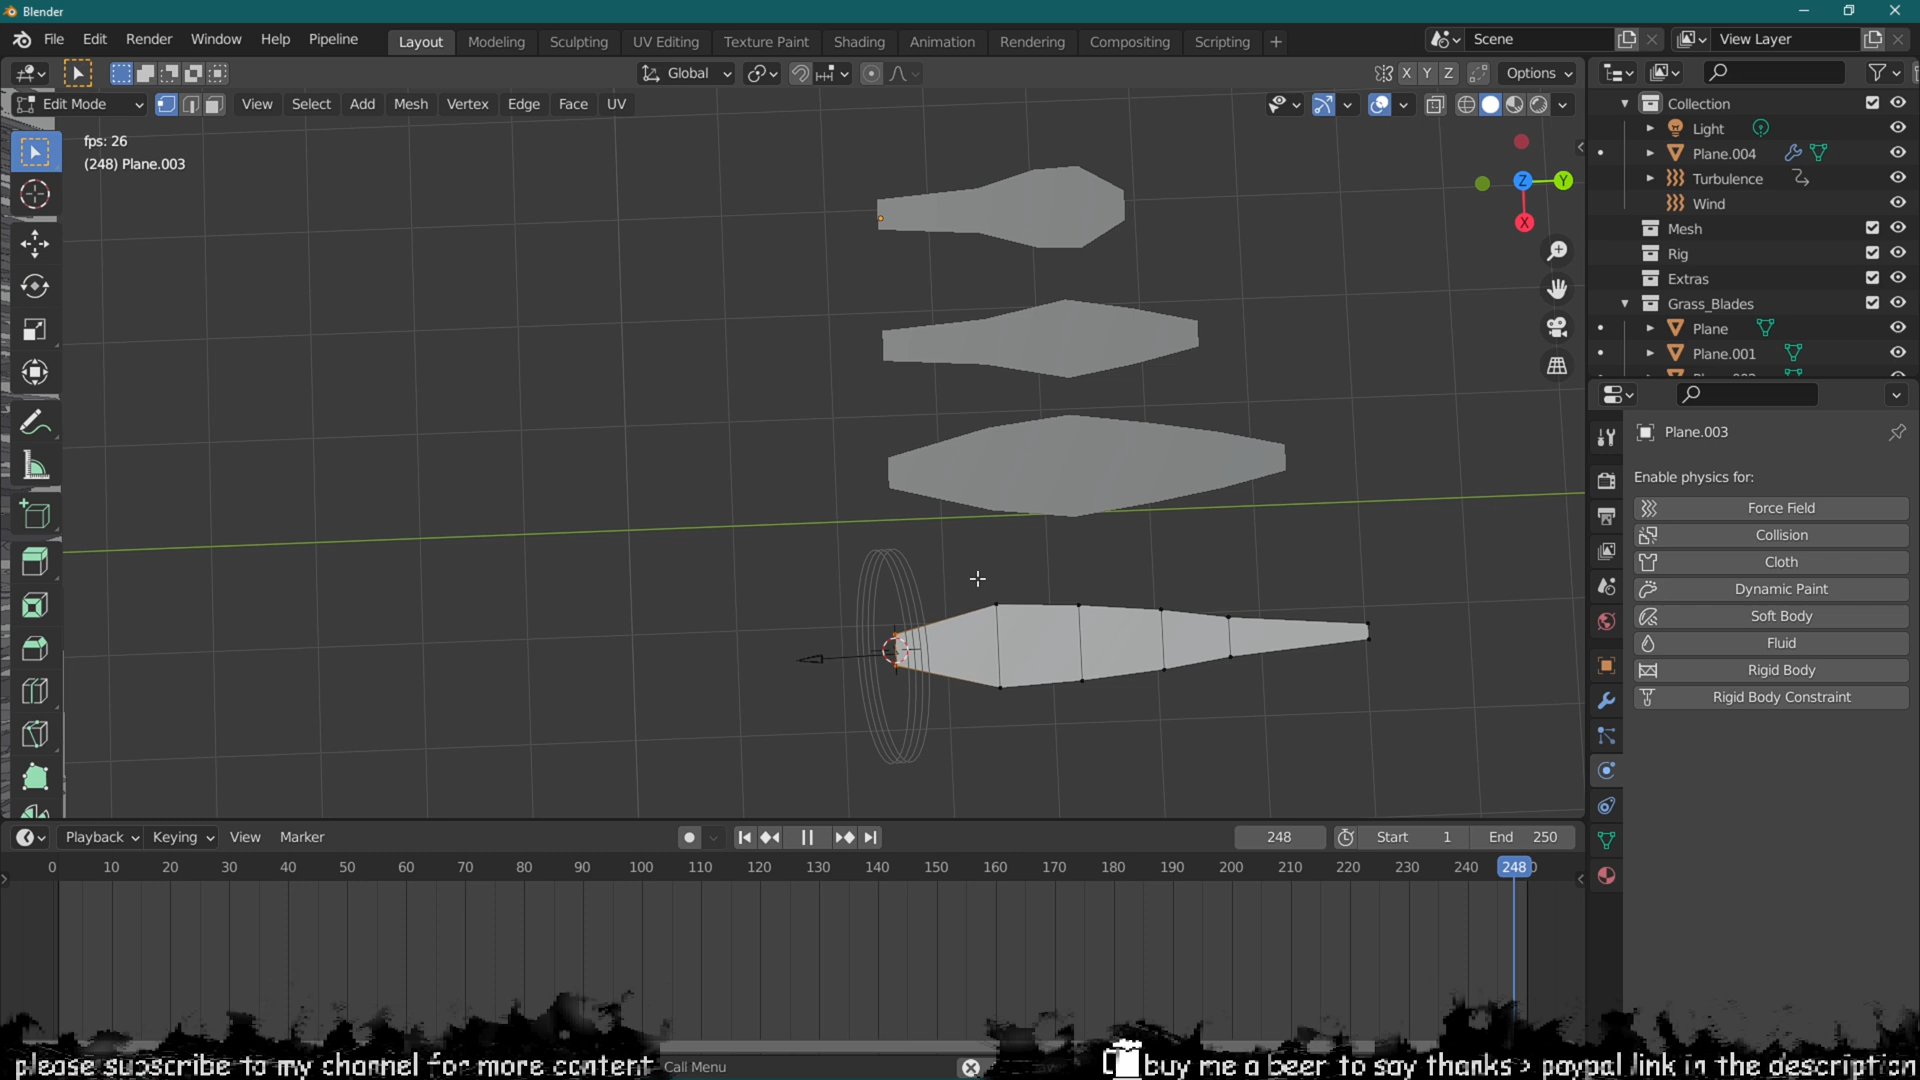 Blender
File Edit Render Window Help Pipeline Layout Modeling Sculpting UV Editing Texture Paint Shading Animation Rendering Compositing Scripting + Scene View Layer
Global X Y Z Options
Edit Mode View Select Add Mesh Vertex Edge Face UV
fps: 26
(248) Plane.003
Z Y
X
Collection
Light
Plane.004
Turbulence
Wind
Mesh
Rig
Extras
Grass_Blades
Plane
Plane.001
Plane.003
Enable physics for:
Force Field
Collision
Cloth
Dynamic Paint
Soft Body
Fluid
Rigid Body
Rigid Body Constraint
Playback Keying View Marker 248 Start 1 End 250
0 10 20 30 40 50 60 70 80 90 100 110 120 130 140 150 160 170 180 190 200 210 220 230 240 248
please subscribe to my channel for more content
Call Menu
buy me a beer to say thanks > paypal link in the description